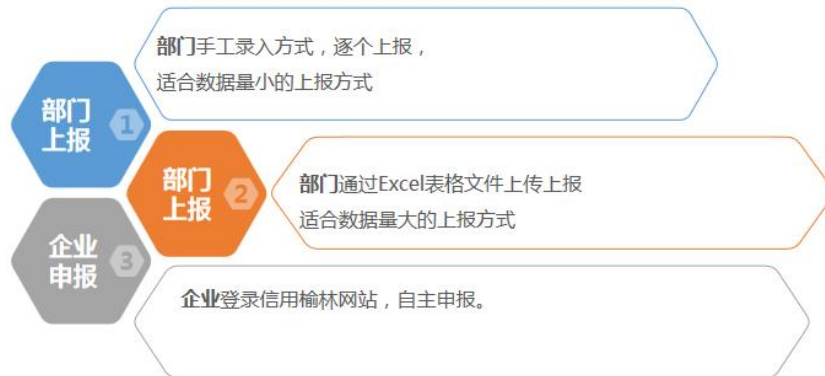 部门手工录入方式，逐个上报，
适合数据量小的上报方式
部门
上报
1
部门
上报
2
部门通过Excel表格文件上传上报
适合数据量大的上报方式
企业
申报
3
企业登录信用榆林网站，自主申报。